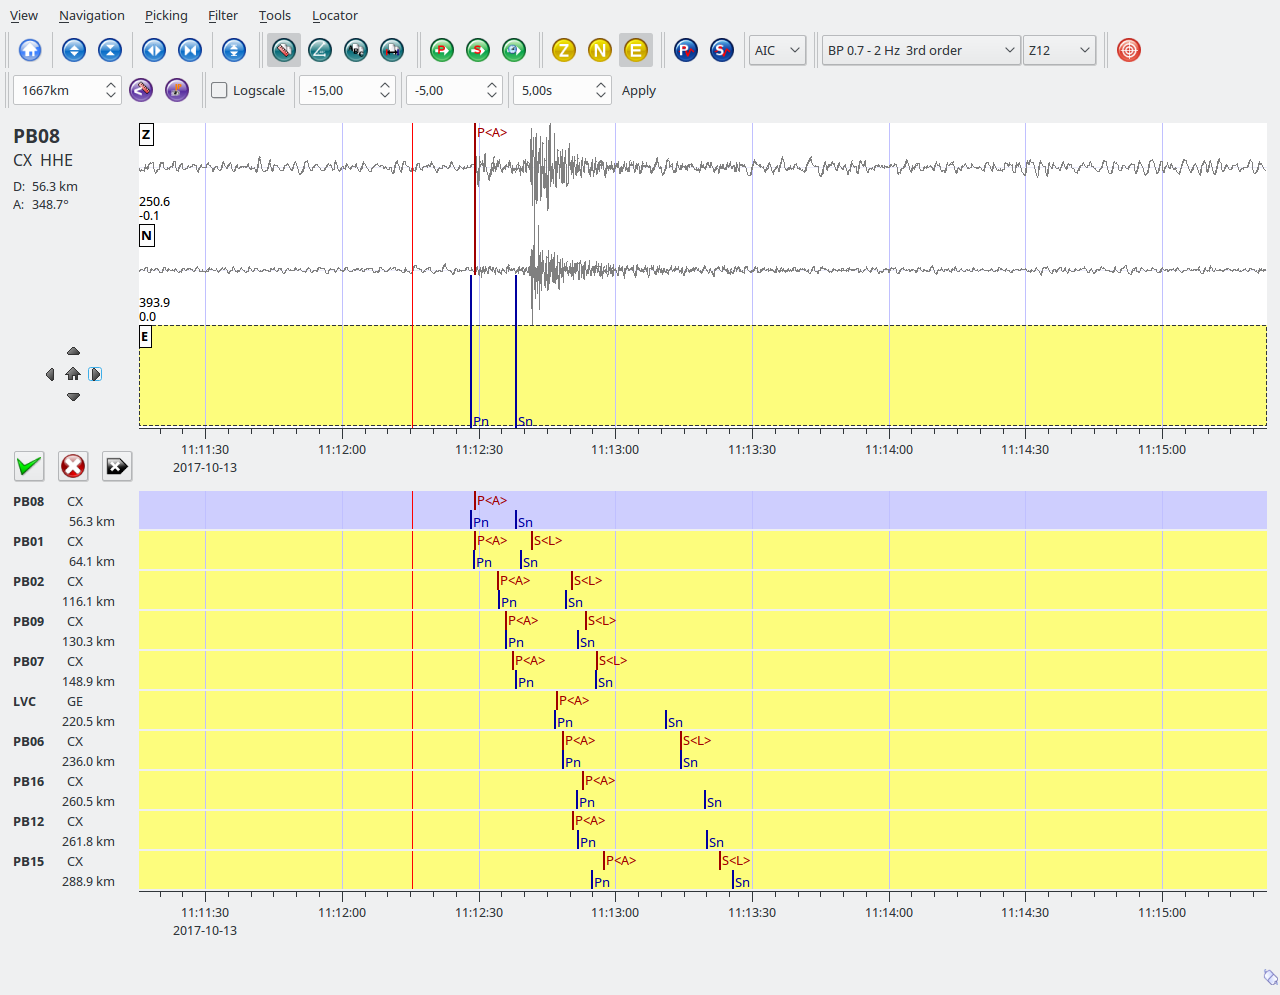 View Navigation Picking Filter Tools Locator
P S Z N E P S AIC BP 0.7 - 2 Hz 3rd order Z12
1667km Logscale -15,00 -5,00 5,00s Apply
PB08
CX HHE
D: 56.3 km
A: 348.7°
Z
P<A>
250.6
-0.1
N
393.9
0.0
E
Pn Sn
11:11:30 11:12:00 11:12:30 11:13:00 11:13:30 11:14:00 11:14:30 11:15:00
2017-10-13
PB08 CX P<A>
56.3 km Pn Sn
PB01 CX P<A> S<L>
64.1 km Pn Sn
PB02 CX P<A> S<L>
116.1 km Pn Sn
PB09 CX P<A> S<L>
130.3 km Pn Sn
PB07 CX P<A> S<L>
148.9 km Pn Sn
LVC GE P<A>
220.5 km Pn Sn
PB06 CX P<A> S<L>
236.0 km Pn Sn
PB16 CX P<A>
260.5 km Pn Sn
PB12 CX P<A>
261.8 km Pn Sn
PB15 CX P<A> S<L>
288.9 km Pn Sn
11:11:30 11:12:00 11:12:30 11:13:00 11:13:30 11:14:00 11:14:30 11:15:00
2017-10-13